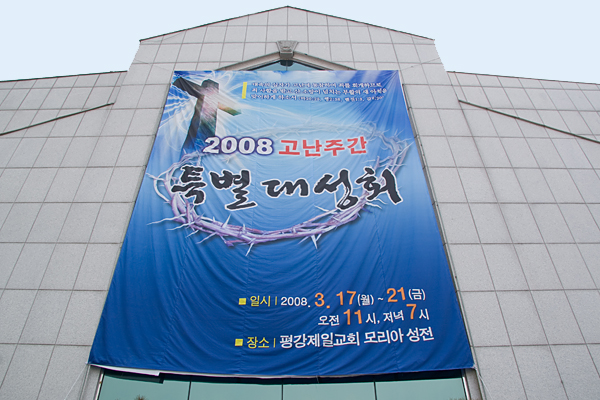 2008 고난주간
특별 대성회
일시 | 2008. 3. 17(월) ~ 21(금)
오전 11시, 저녁 7시
장소 | 평강제일교회 모리아 성전